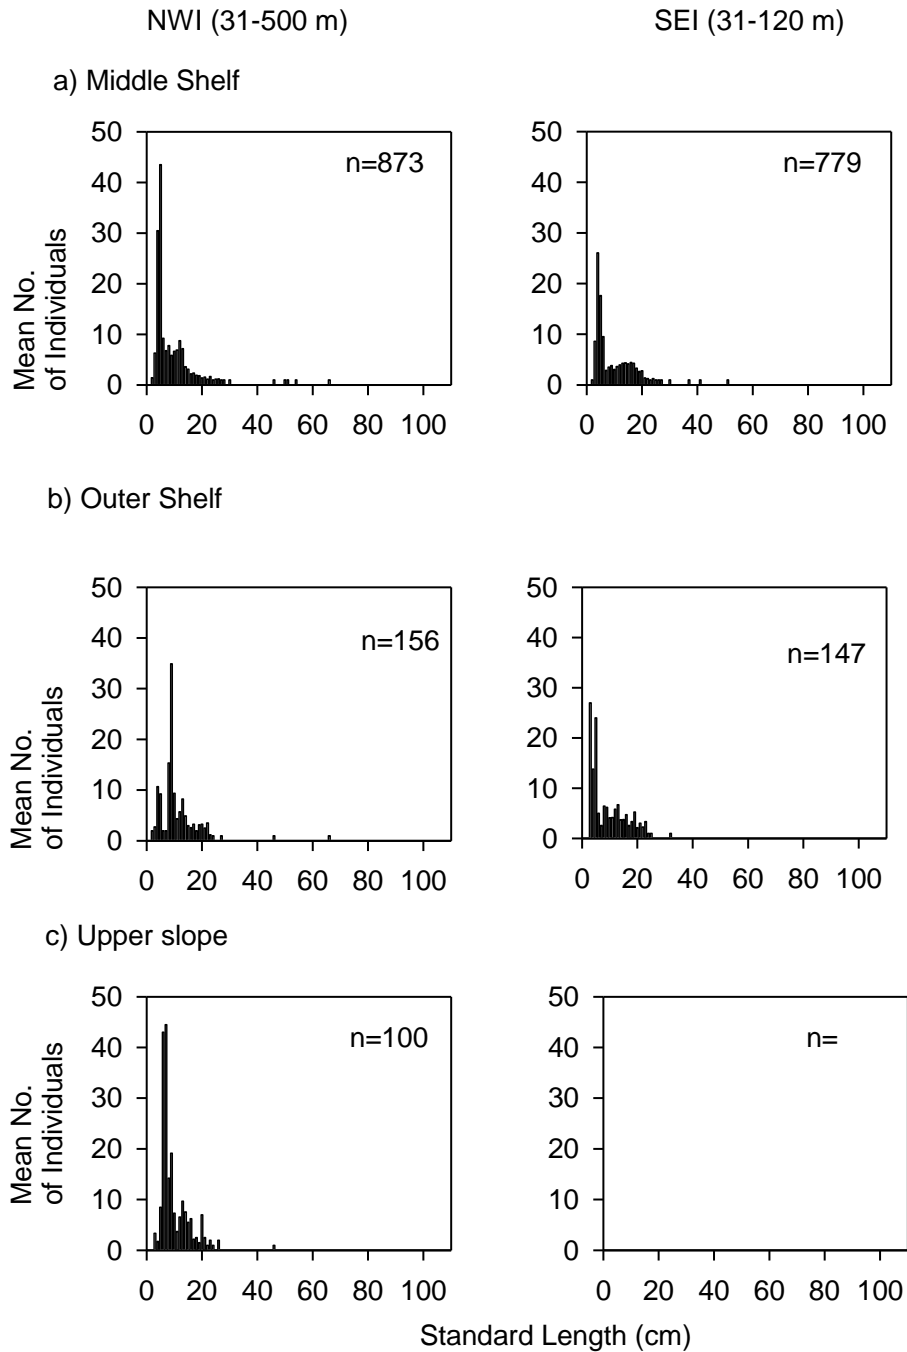 NWI (31-500 m) SEI (31-120 m)
a) Middle Shelf
50 50
n=873 n=779
40 40
30 30
20 20
10 10
0 0
Mean No.
of Individuals
0 20 40 60 80 100 0 20 40 60 80 100
b) Outer Shelf
50 50
n=156 n=147
40 40
30 30
20 20
10 10
0 0
Mean No.
of Individuals
0 20 40 60 80 100 0 20 40 60 80 100
c) Upper slope
50 50
n=100 n=
40 40
30 30
20 20
10 10
0 0
Mean No.
of Individuals
0 20 40 60 80 100 0 20 40 60 80 100
Standard Length (cm)